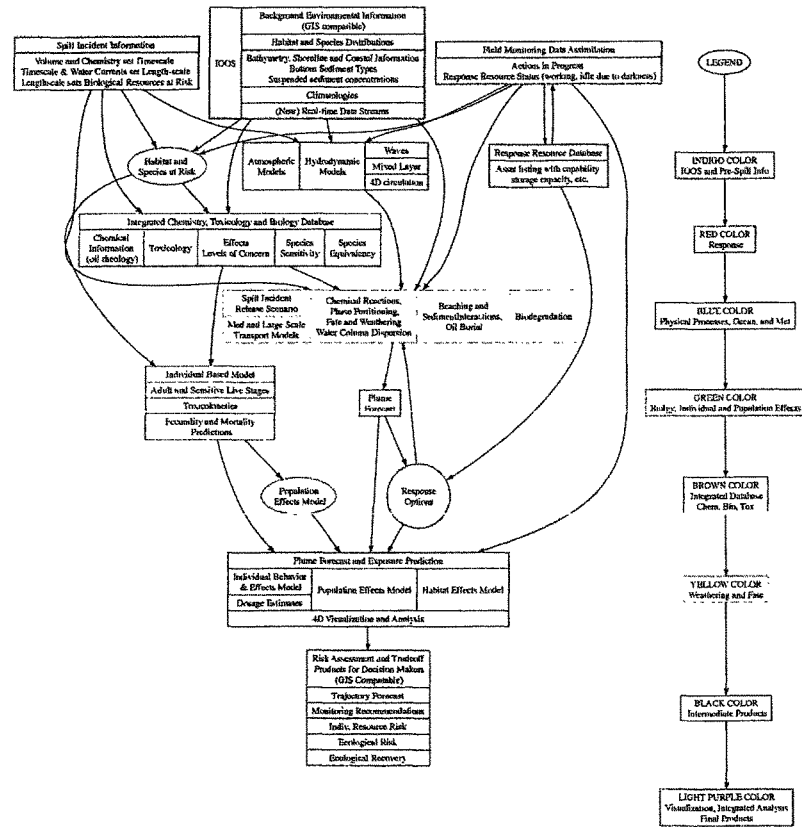 Spill Incident Information
Volume and Chemistry set Timescale
Timescale & Water Currents set Length-scale
Length-scale sets Biological Resources at Risk
IOOS
Background Environmental Information
(GIS compatible)
Habitat and Species Distributions
Bathymetry, Shoreline and Coastal Information
Bottom Sediment Types
Suspended sediment concentrations
Climatologies
(Near) Real-time Data Streams
Field Monitoring Data Assimilation
Actions in Progress
Response Resource Status (working, idle due to darkness)
LEGEND
Habitat and
Species at Risk
Atmospheric
Models
Hydrodynamic
Models
Waves
Mixed Layer
4D circulation
Response Resource Database
Asset listing with capability
storage capacity, etc.
INDIGO COLOR
IOOS and Pre-Spill Info
Integrated Chemistry, Toxicology and Biology Database
Chemical
Information
(oil rheology)
Toxicology
Effects
Levels of Concern
Species
Sensitivity
Species
Equivalency
RED COLOR
Response
Spill Incident
Release Scenario
Med and Large Scale
Transport Models
Chemical Reactions,
Phase Partitioning,
Fate and Weathering
Water Column Dispersion
Beaching and
SedimentInteractions,
Oil Burial
Biodegradation
BLUE COLOR
Physical Processes, Ocean, and Met
Individual Based Model
Adult and Sensitive Live Stages
Toxicokinetics
Fecundity and Mortality
Predictions
Plume
Forecast
GREEN COLOR
Biology, Individual and Population Effects
Population
Effects Model
Response
Options
BROWN COLOR
Integrated Database
Chem, Bio, Tox
Plume Forecast and Exposure Prediction
Individual Behavior
& Effects Model
Dosage Estimates
Population Effects Model
Habitat Effects Model
4D Visualization and Analysis
YELLOW COLOR
Weathering and Fate
Risk Assessment and Tradeoff
Products for Decision Makers
(GIS Compatable)
Trajectory Forecast
Monitoring Recommendations
Indiv. Resource Risk
Ecological Risk
Ecological Recovery
BLACK COLOR
Intermediate Products
LIGHT PURPLE COLOR
Visualization, Integrated Analysis
Final Products